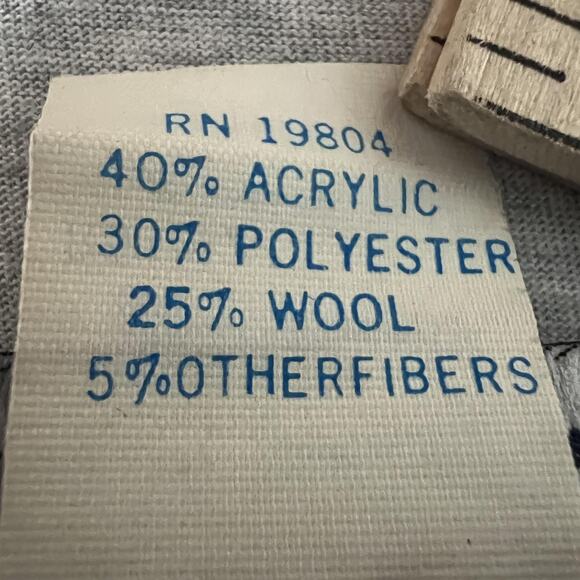 RN 19804
40% ACRYLIC
30% POLYESTER
25% WOOL
5% OTHERFIBERS